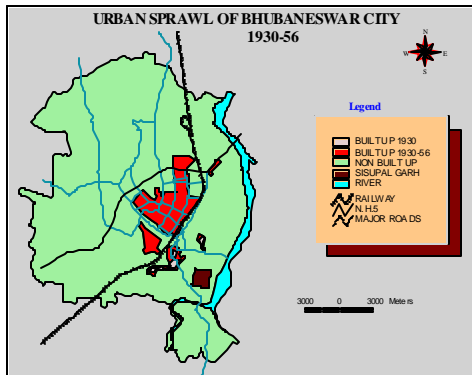 URBAN SPRAWL OF BHUBANESWAR CITY
1930-56
N
W E
S
Legend
BUILT UP 1930
BUILT UP 1930-56
NON BUILT UP
SISUPAL GARH
RIVER
RAILWAY
N.H.5
MAJOR ROADS
3000 0 3000 Meters